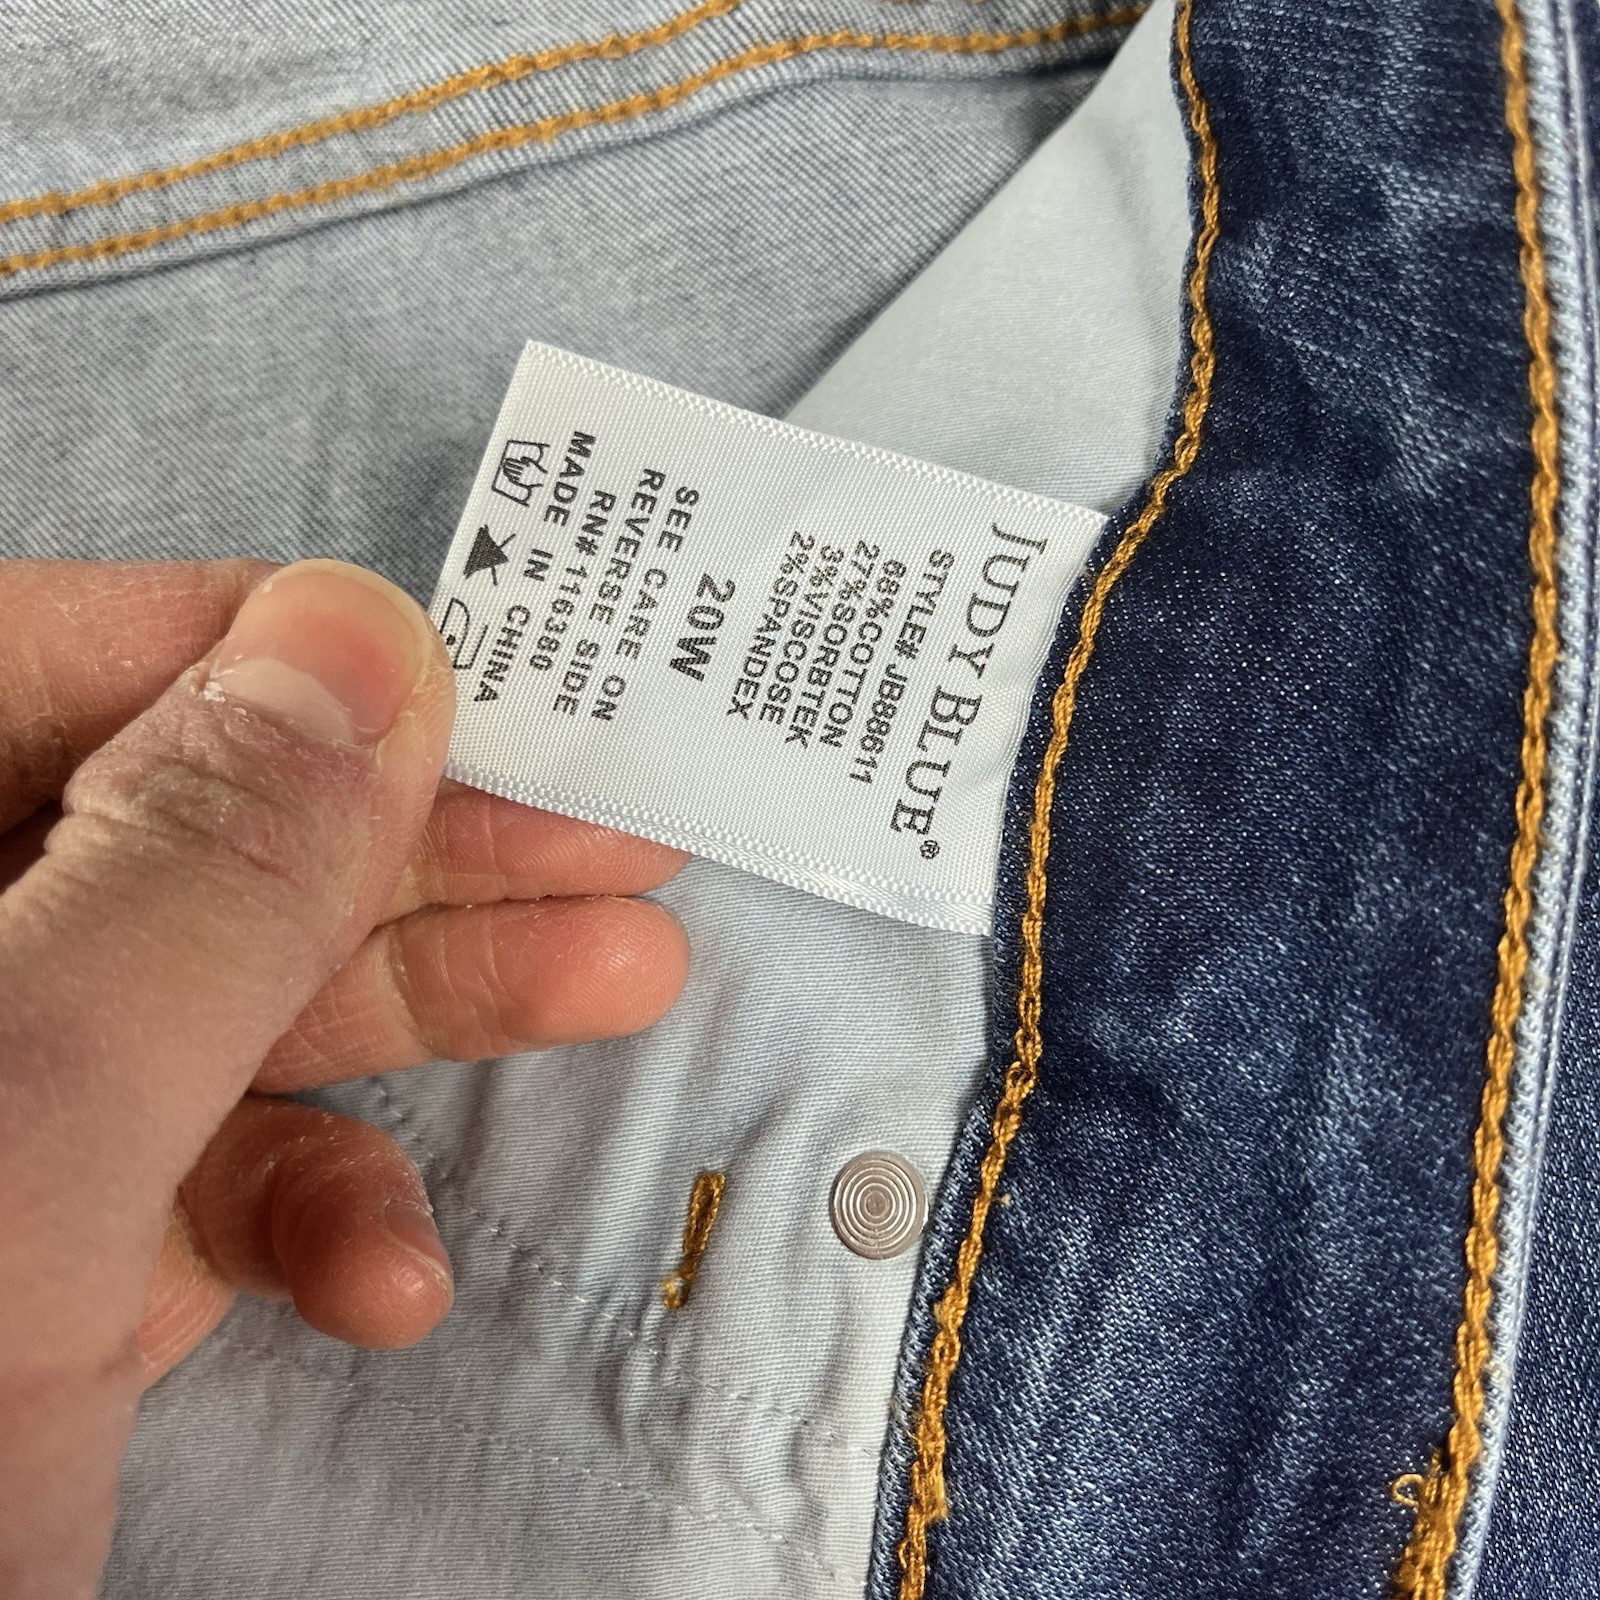 JUDY BLUE®
STYLE# JB88611
68%COTTON
27%SORBTEK
3%VISCOSE
2%SPANDEX
20W
SEE CARE ON
REVERSE SIDE
RN# 116380
MADE IN CHINA